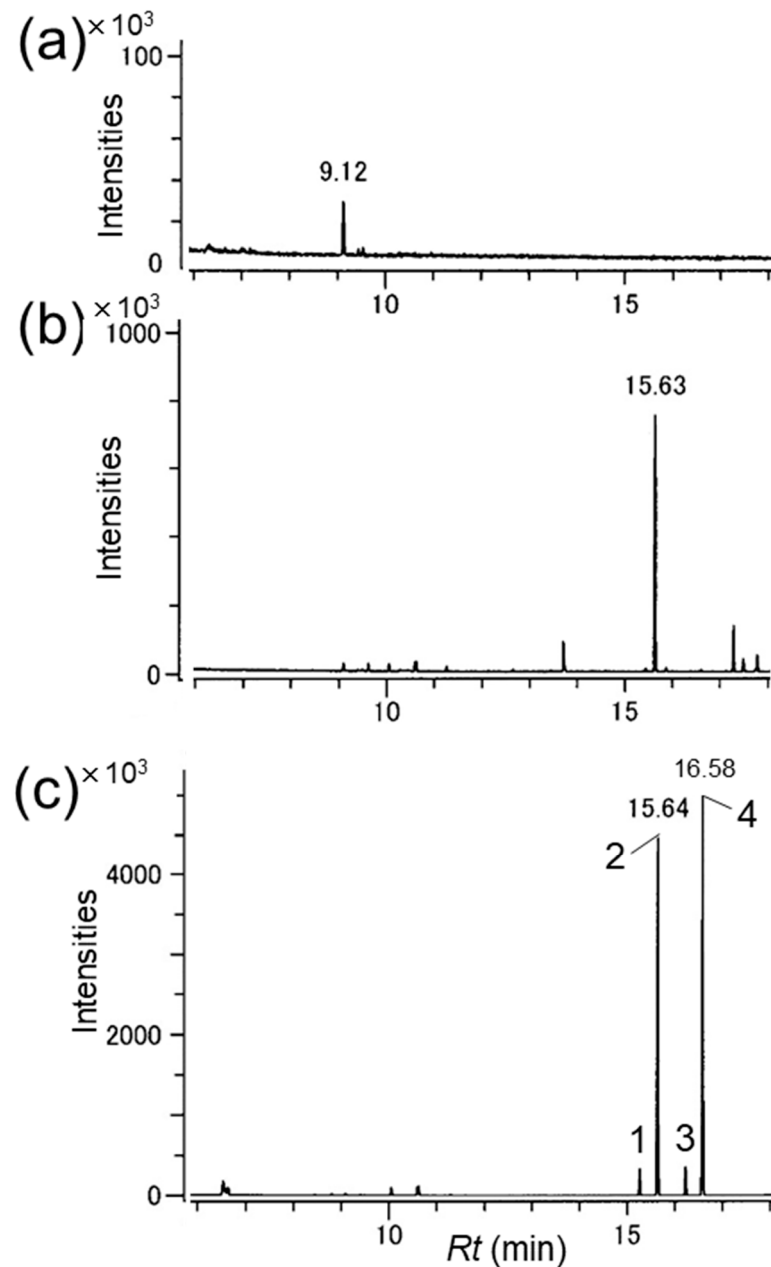 (a) × 10³
100
Intensities
9.12
0
10 15
(b) × 10³
1000
Intensities
15.63
0
10 15
(c) × 10³
16.58
15.64
4
2
4000
Intensities
2000
1 3
0
10 15
Rt (min)